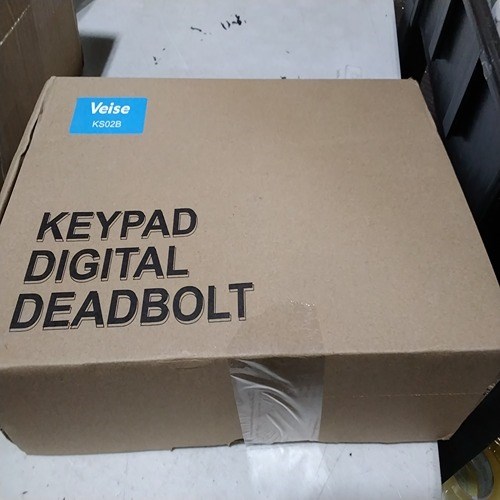 Veise
KS02B
KEYPAD
DIGITAL
DEADBOLT